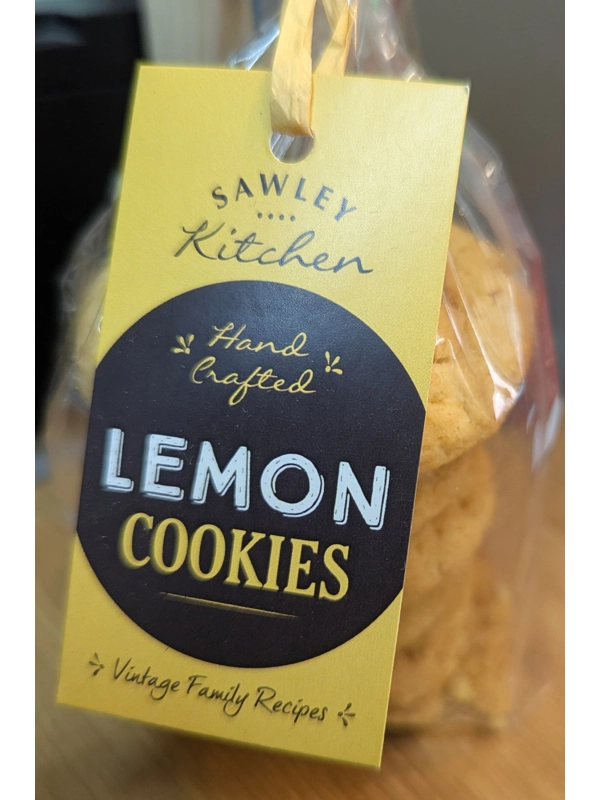 SAWLEY
Kitchen
Hand
Crafted
LEMON
COOKIES
Vintage Family Recipes